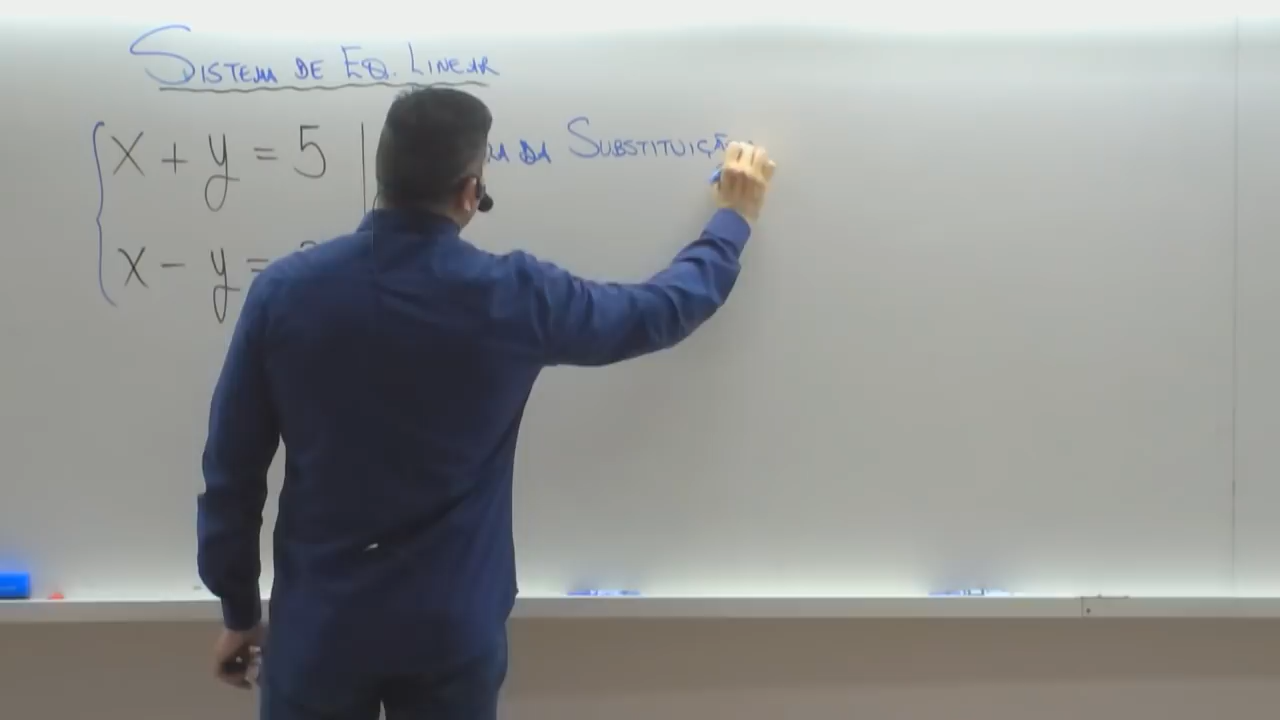 SISTEMA DE EQ. LINEAR
x + y = 5
DA SUBSTITUIÇÃO
x - y =